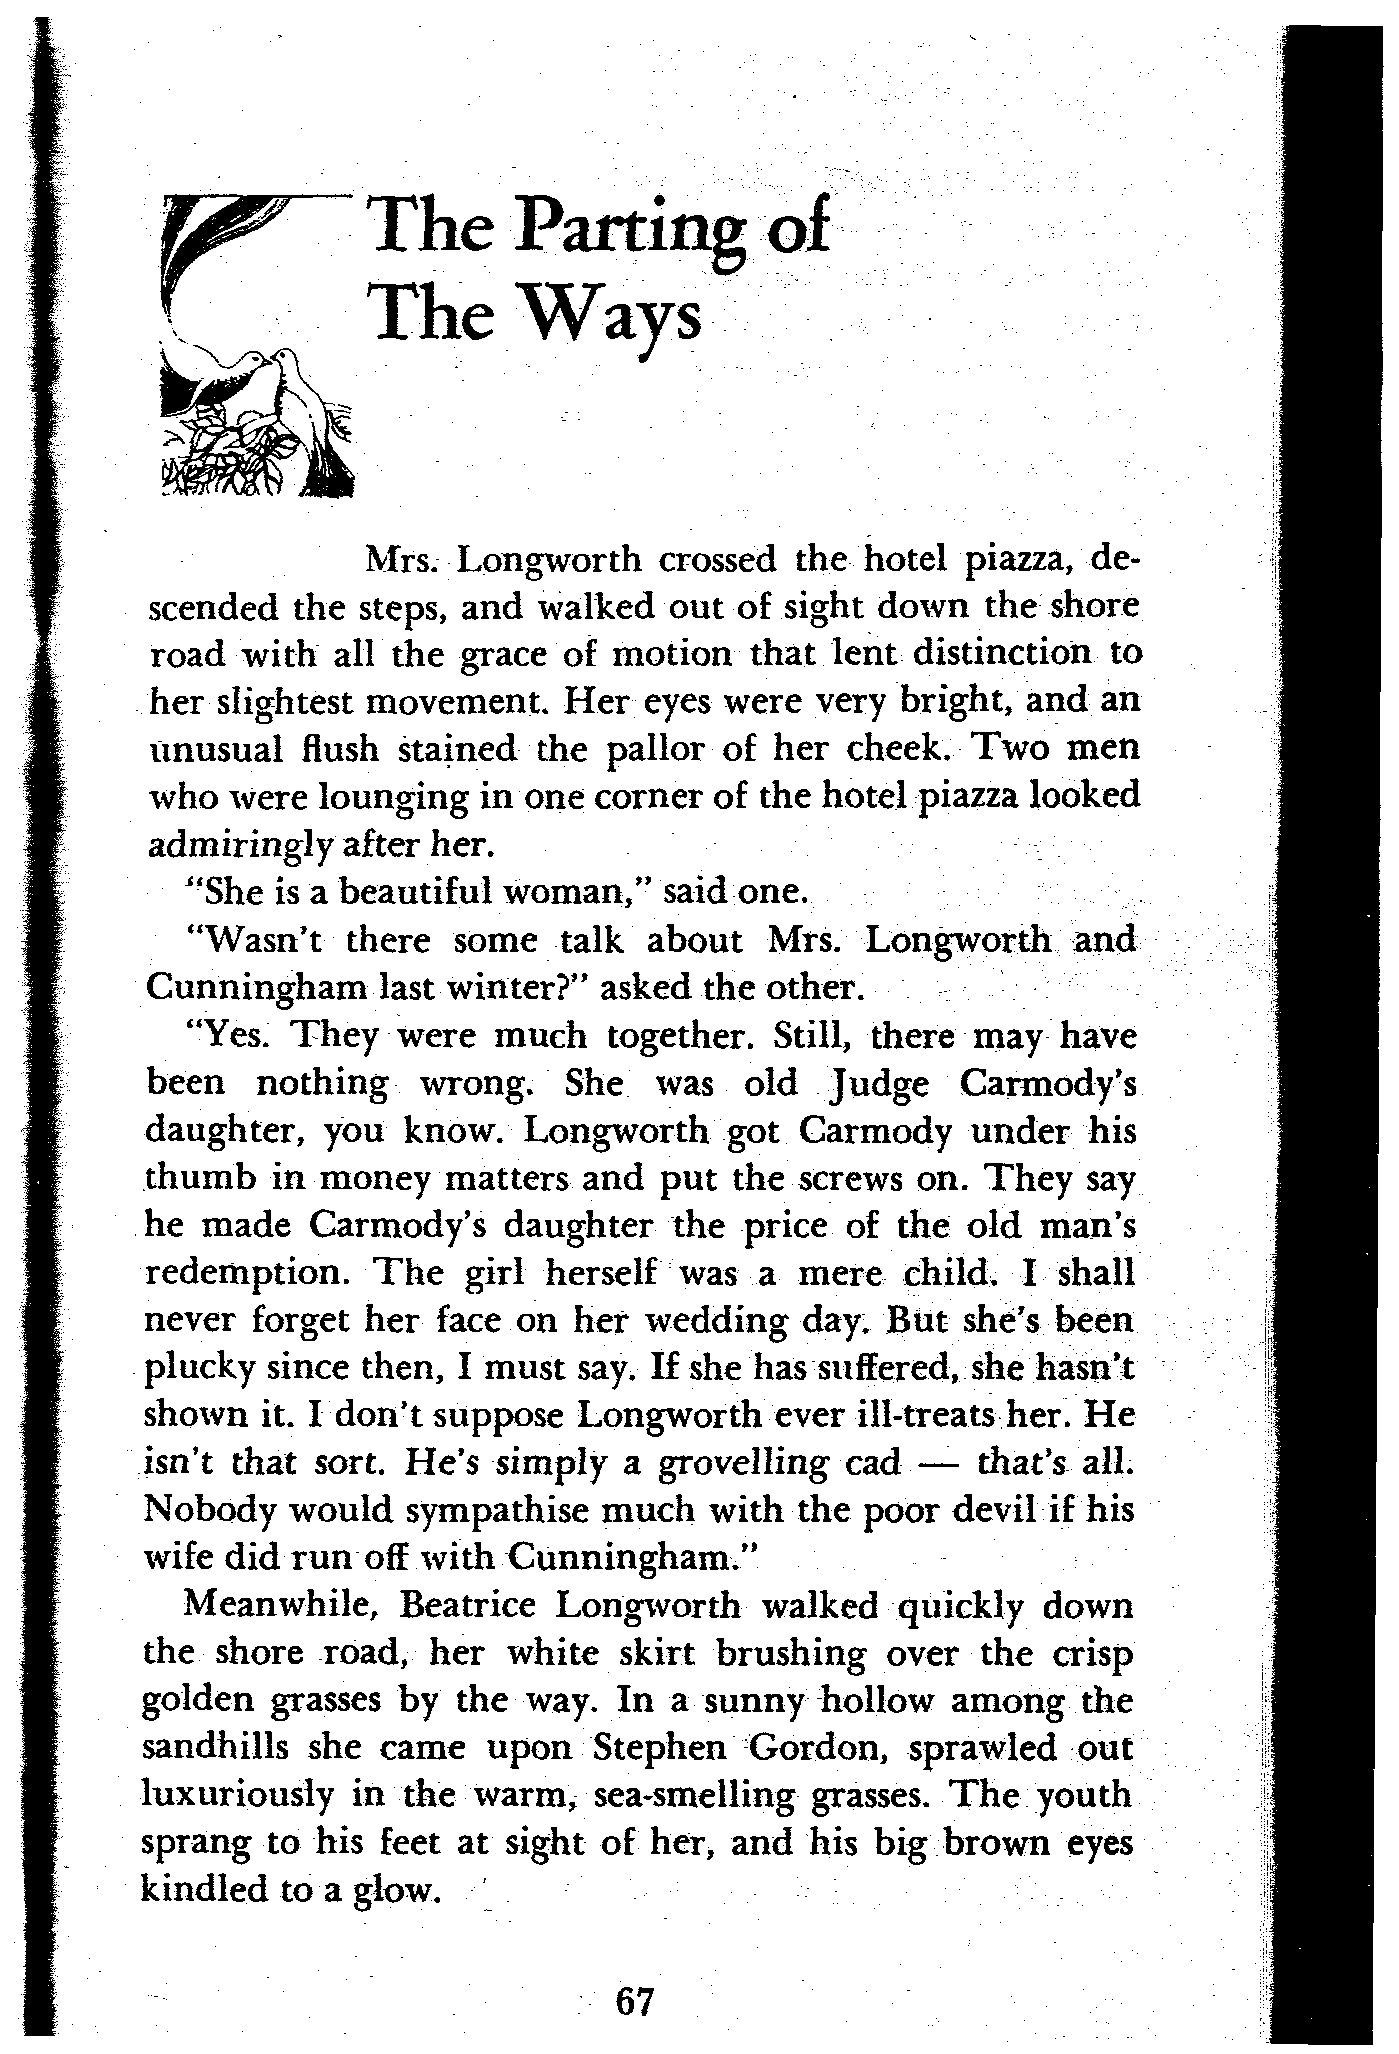 The Parting of
The Ways
Mrs. Longworth crossed the hotel piazza, de-
scended the steps, and walked out of sight down the shore
road with all the grace of motion that lent distinction to
her slightest movement. Her eyes were very bright, and an
unusual flush stained the pallor of her cheek. Two men
who were lounging in one corner of the hotel piazza looked
admiringly after her.
"She is a beautiful woman," said one.
"Wasn't there some talk about Mrs. Longworth and
Cunningham last winter?" asked the other.
"Yes. They were much together. Still, there may have
been nothing wrong. She was old Judge Carmody's
daughter, you know. Longworth got Carmody under his
thumb in money matters and put the screws on. They say
he made Carmody's daughter the price of the old man's
redemption. The girl herself was a mere child. I shall
never forget her face on her wedding day. But she's been
plucky since then, I must say. If she has suffered, she hasn't
shown it. I don't suppose Longworth ever ill-treats her. He
isn't that sort. He's simply a grovelling cad — that's all.
Nobody would sympathise much with the poor devil if his
wife did run off with Cunningham."
Meanwhile, Beatrice Longworth walked quickly down
the shore road, her white skirt brushing over the crisp
golden grasses by the way. In a sunny hollow among the
sandhills she came upon Stephen Gordon, sprawled out
luxuriously in the warm, sea-smelling grasses. The youth
sprang to his feet at sight of her, and his big brown eyes
kindled to a glow.
67